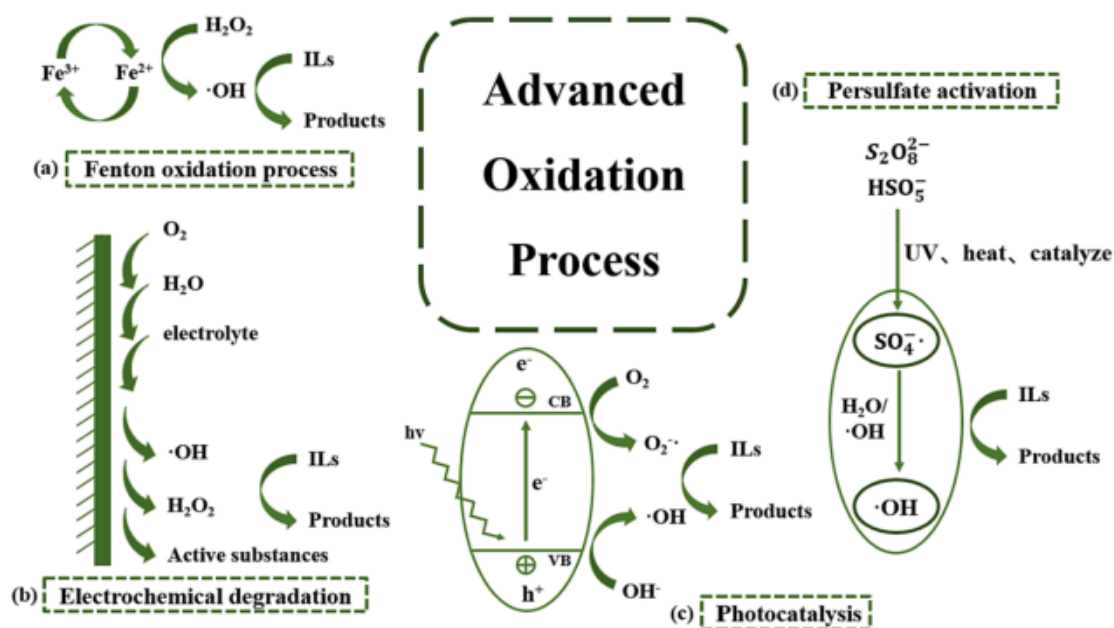 Advanced
Oxidation
Process
Fe³⁺
Fe²⁺
H₂O₂
·OH
ILs
Products
(a) Fenton oxidation process
O₂
H₂O
electrolyte
·OH
H₂O₂
Active substances
ILs
Products
(b) Electrochemical degradation
hv
e⁻
⊖
CB
e⁻
VB
⊕
h⁺
O₂
O₂⁻·
·OH
OH⁻
ILs
Products
(c) Photocatalysis
(d) Persulfate activation
S₂O₈²⁻
HSO₅⁻
UV、heat、catalyze
SO₄⁻·
H₂O/
·OH
·OH
ILs
Products